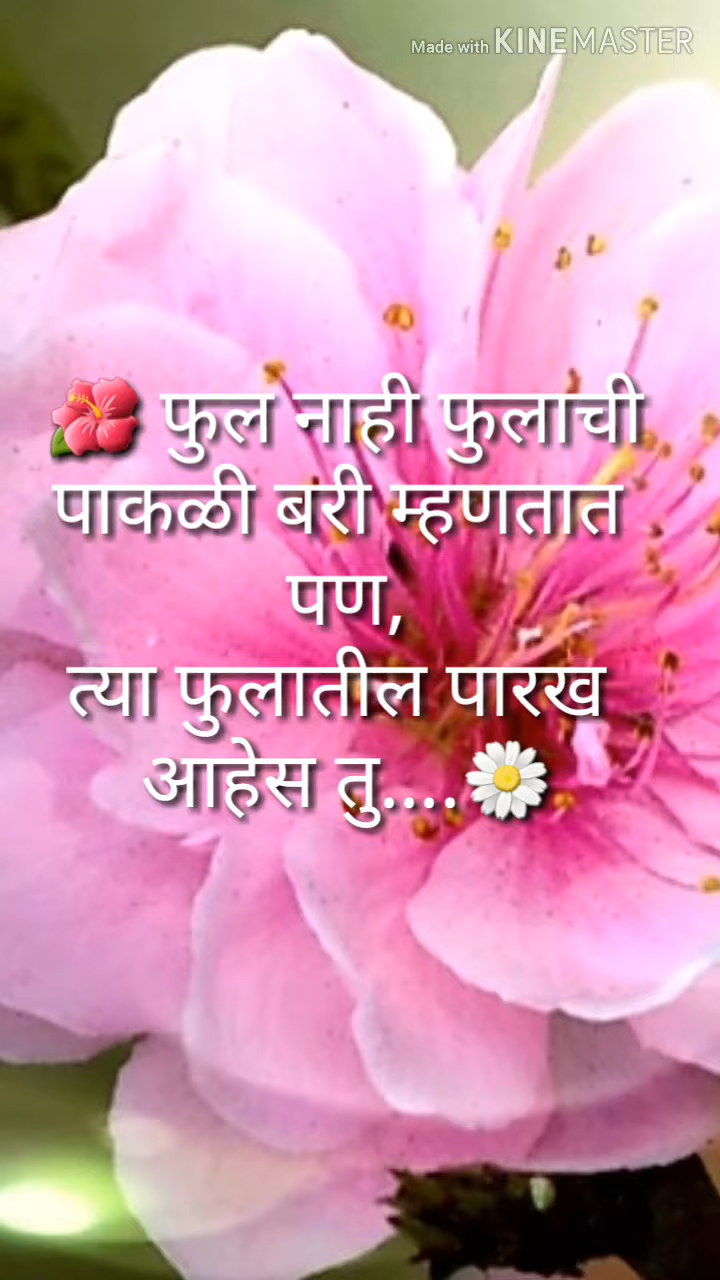 Made with KINEMASTER
🌺 फुल नाही फुलाची
पाकळी बरी म्हणतात
पण,
त्या फुलातील पारख
आहेस तु....🌼